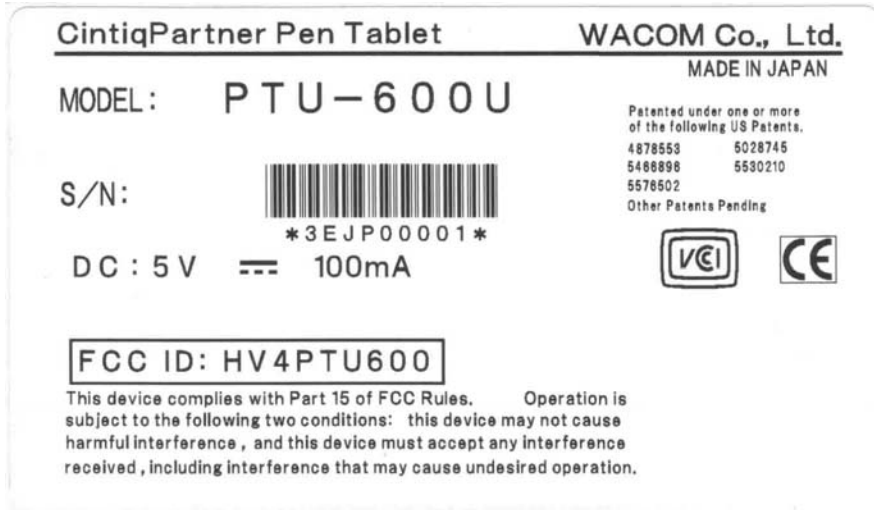 CintiqPartner Pen Tablet WACOM Co., Ltd.
MADE IN JAPAN
MODEL: PTU-600U
Patented under one or more
of the following US Patents.
4878553 5028745
5466896 5530210
5576502
Other Patents Pending
S/N:
*3EJP00001*
DC:5V 100mA
VCI
CE
FCC ID: HV4PTU600
This device complies with Part 15 of FCC Rules. Operation is
subject to the following two conditions: this device may not cause
harmful interference , and this device must accept any interference
received , including interference that may cause undesired operation.